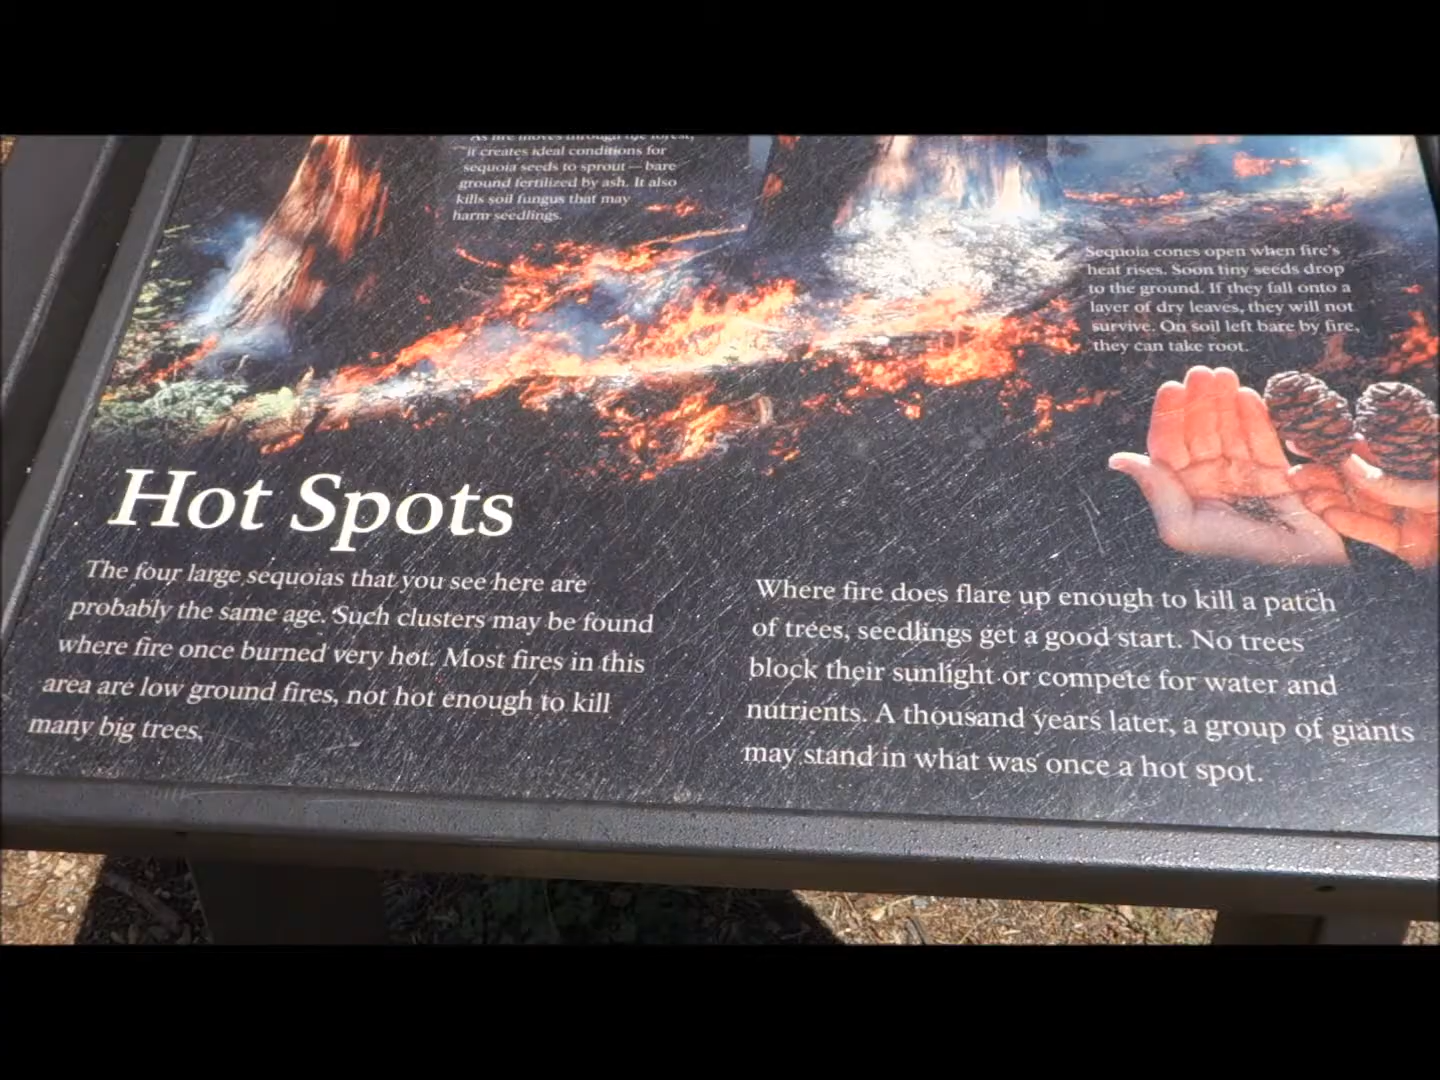 As fire moves through the forest,
it creates ideal conditions for
sequoia seeds to sprout — bare
ground fertilized by ash. It also
kills soil fungus that may
harm seedlings.
Sequoia cones open when fire's
heat rises. Soon tiny seeds drop
to the ground. If they fall onto a
layer of dry leaves, they will not
survive. On soil left bare by fire,
they can take root.
Hot Spots
The four large sequoias that you see here are
probably the same age. Such clusters may be found
where fire once burned very hot. Most fires in this
area are low ground fires, not hot enough to kill
many big trees.
Where fire does flare up enough to kill a patch
of trees, seedlings get a good start. No trees
block their sunlight or compete for water and
nutrients. A thousand years later, a group of giants
may stand in what was once a hot spot.